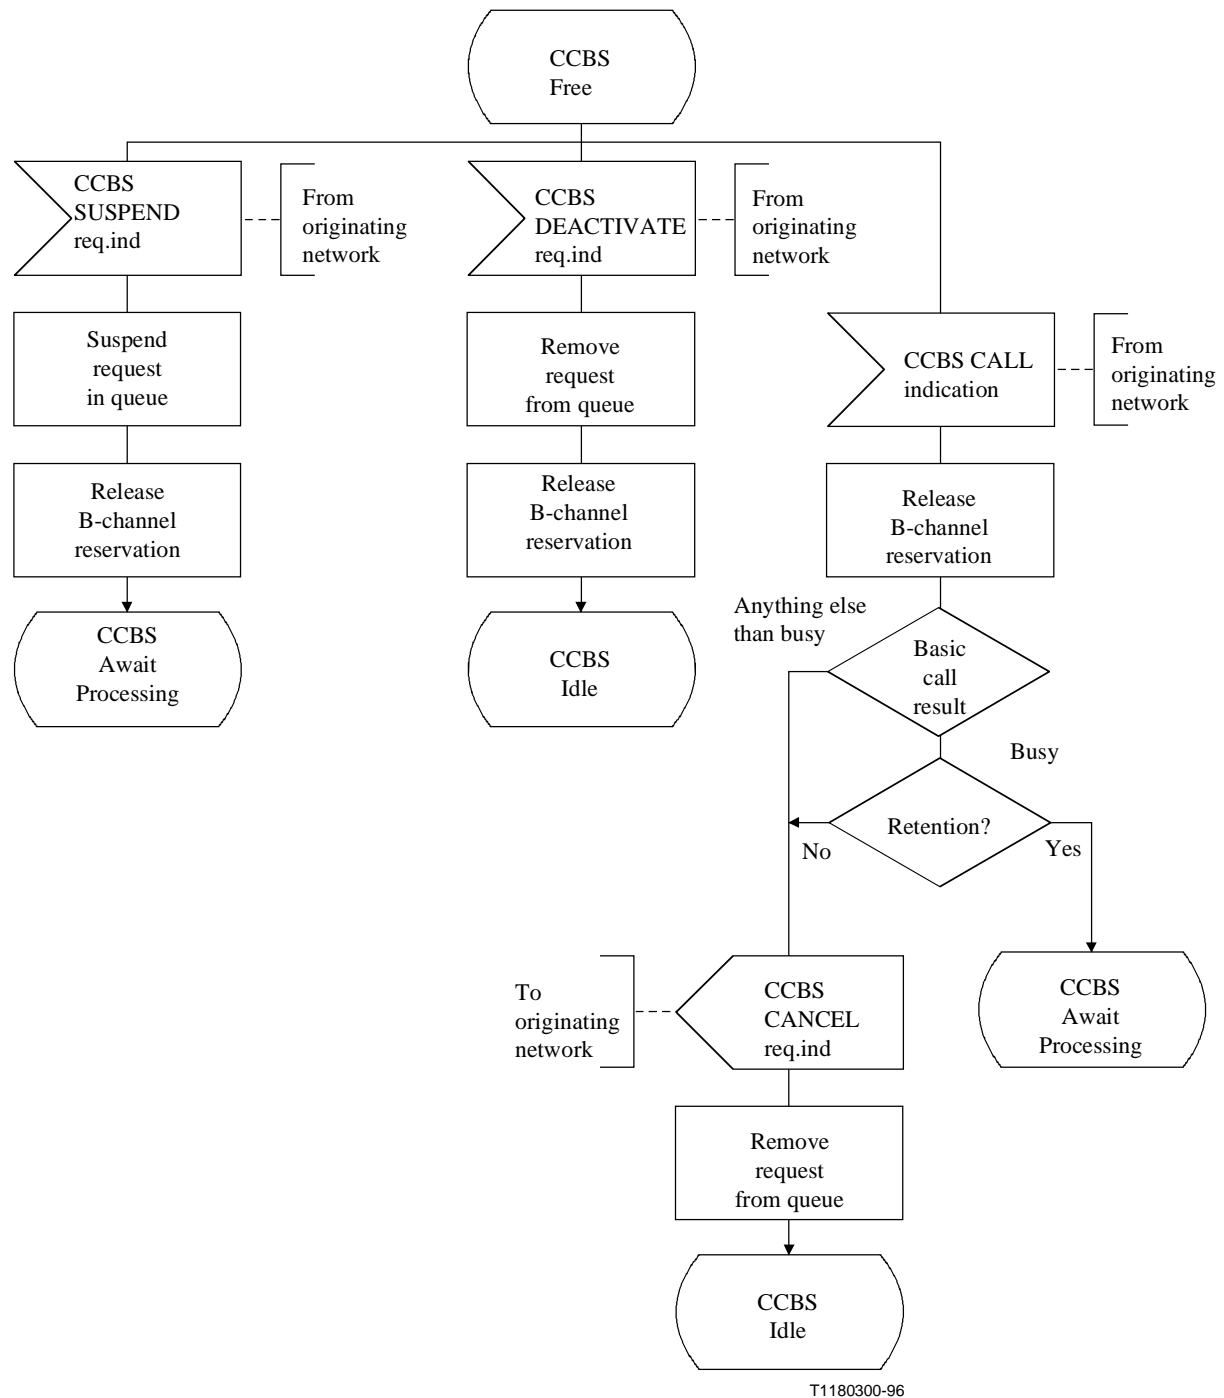 CCBS
Free
CCBS
SUSPEND
req.ind
From
originating
network
CCBS
DEACTIVATE
req.ind
From
originating
network
Suspend
request
in queue
Remove
request
from queue
CCBS CALL
indication
From
originating
network
Release
B-channel
reservation
Release
B-channel
reservation
Release
B-channel
reservation
CCBS
Await
Processing
CCBS
Idle
Anything else
than busy
Basic
call
result
Busy
Retention?
No
Yes
To
originating
network
CCBS
CANCEL
req.ind
CCBS
Await
Processing
Remove
request
from queue
CCBS
Idle
T1180300-96